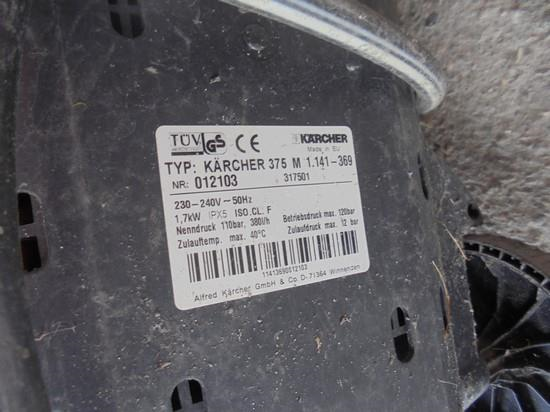 TÜV GS CE KÄRCHER
Made in EU
TYP: KÄRCHER 375 M 1.141-369
NR: 012103 317501
230-240V~50Hz
1,7kW IPX5 ISO.CL. F
Nenndruck 110bar, 380l/h Betriebsdruck max. 120bar
Zulauftemp. max. 40°C Zulaufdruck max. 12 bar
11413690012103
Alfred Kärcher GmbH & Co D-71364 Winnenden